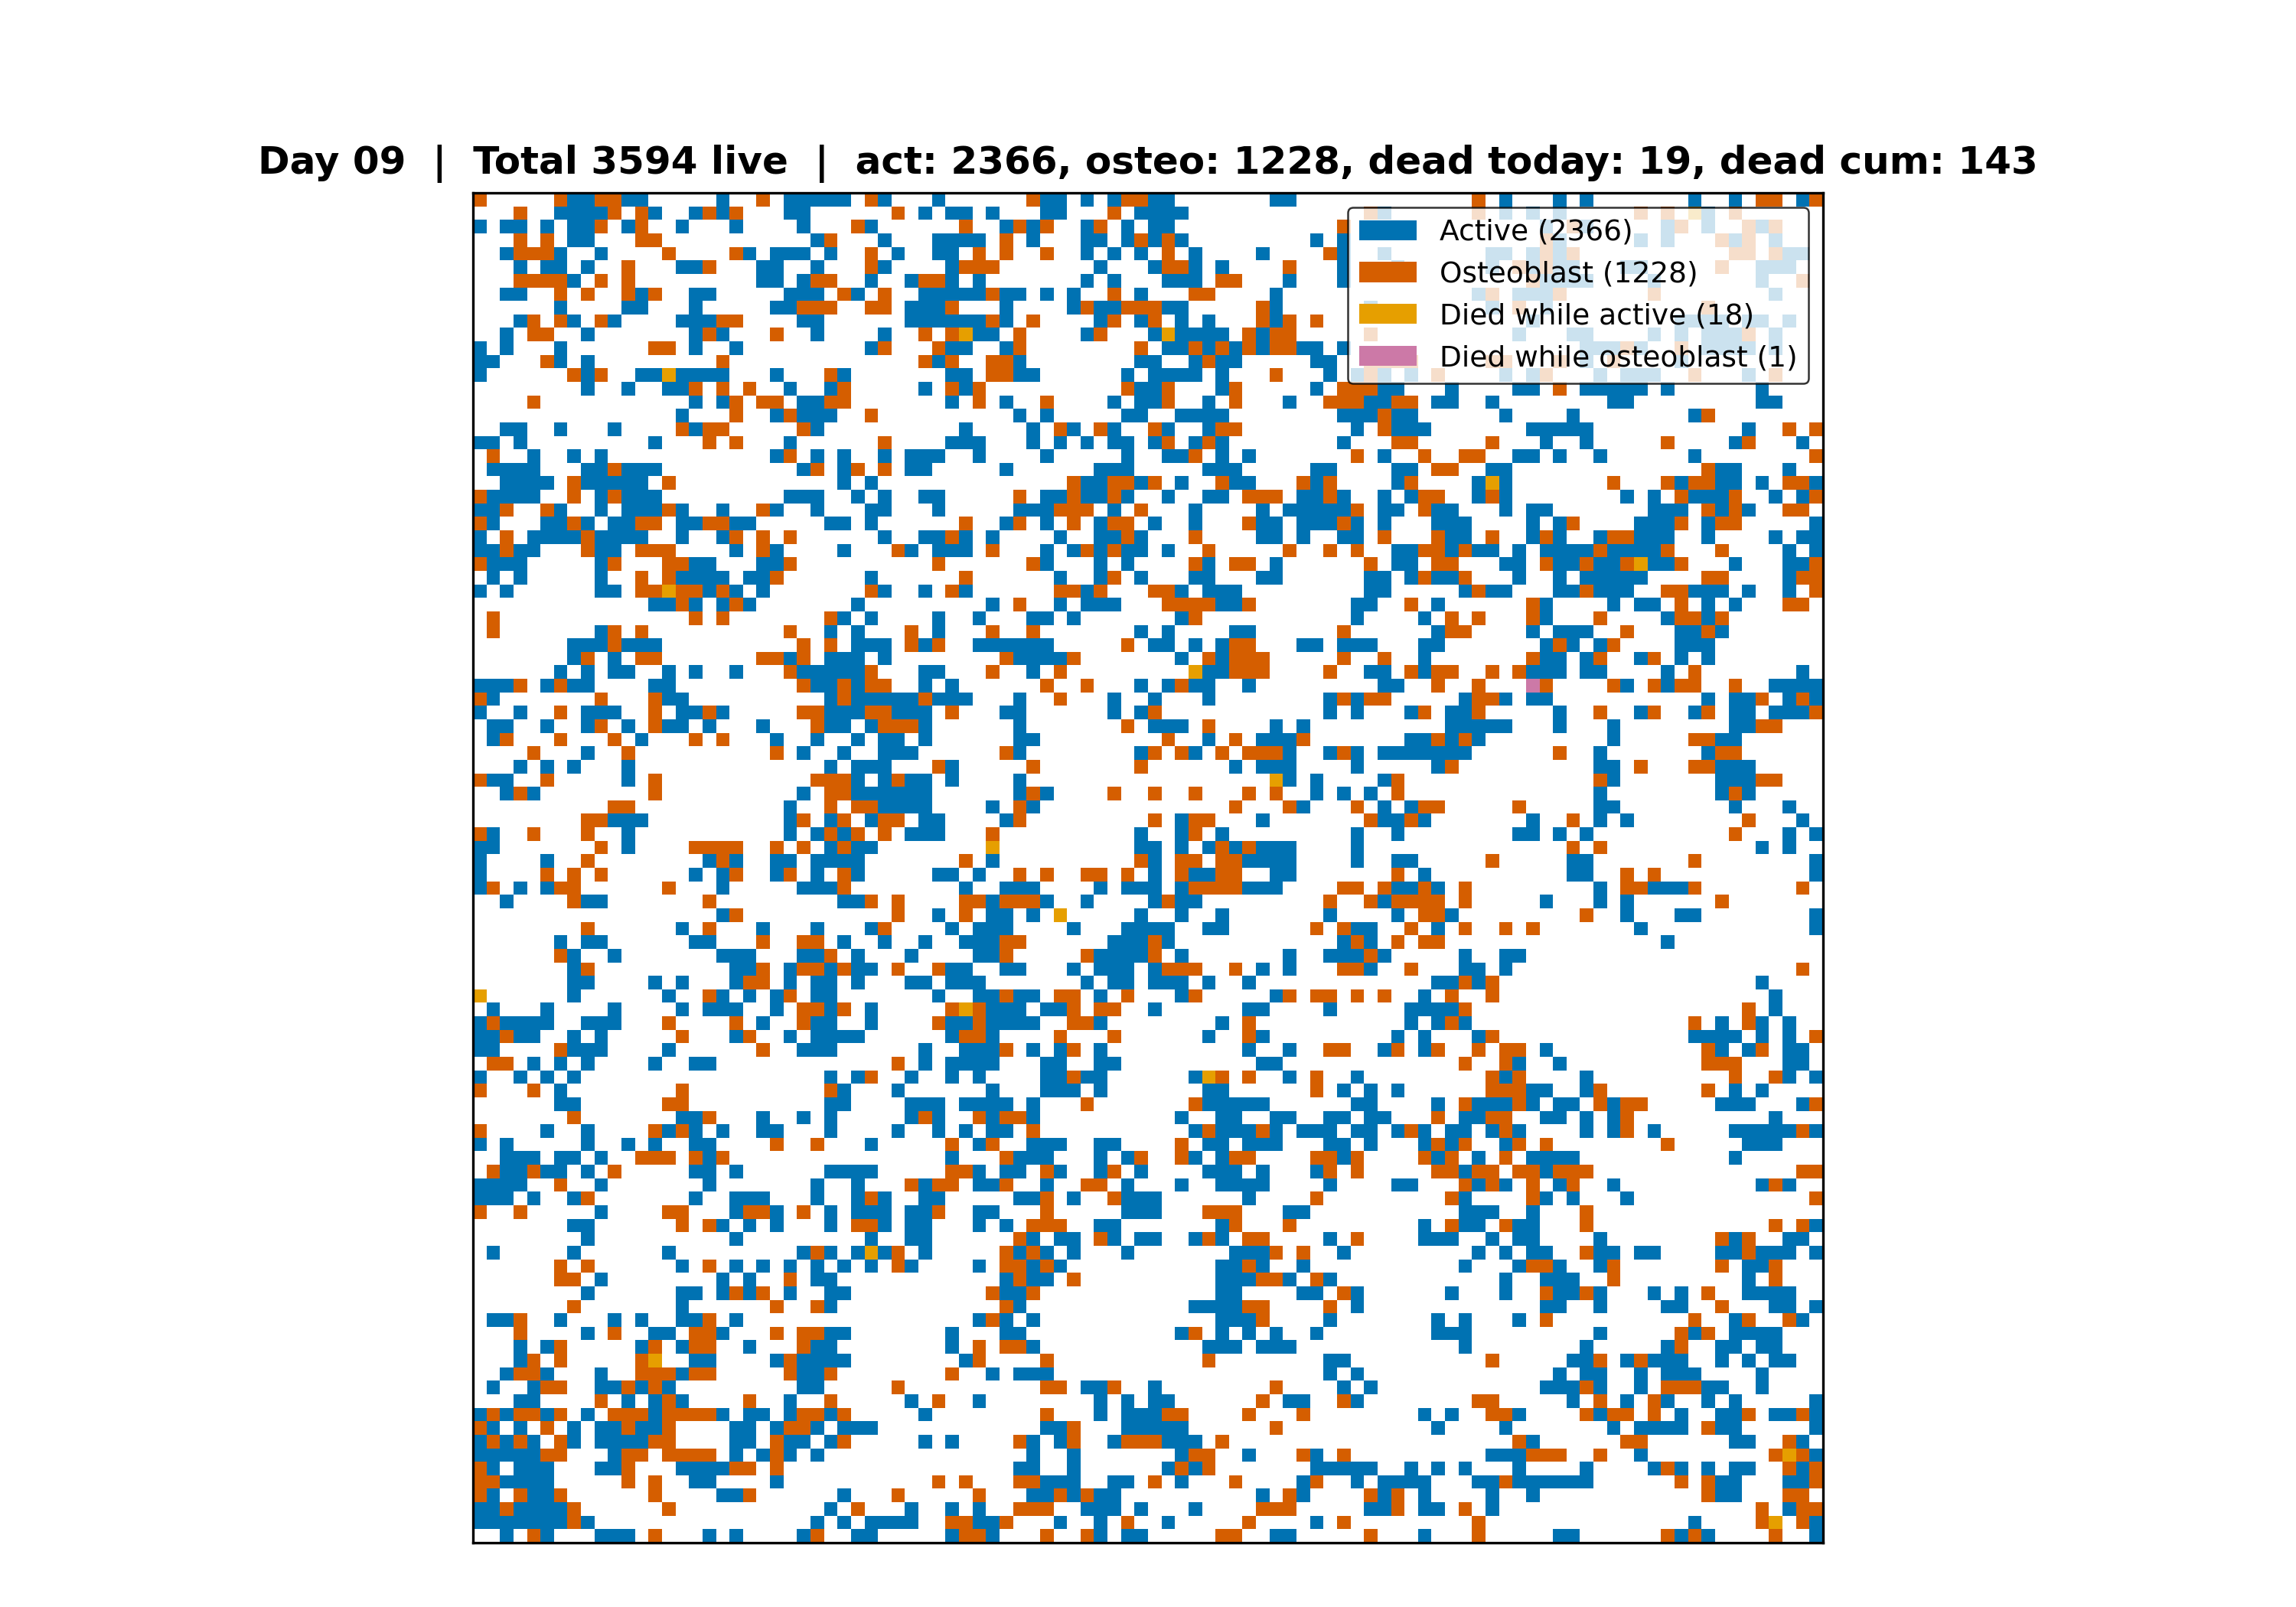 Day 09 | Total 3594 live | act: 2366, osteo: 1228, dead today: 19, dead cum: 143
Active (2366)
Osteoblast (1228)
Died while active (18)
Died while osteoblast (1)